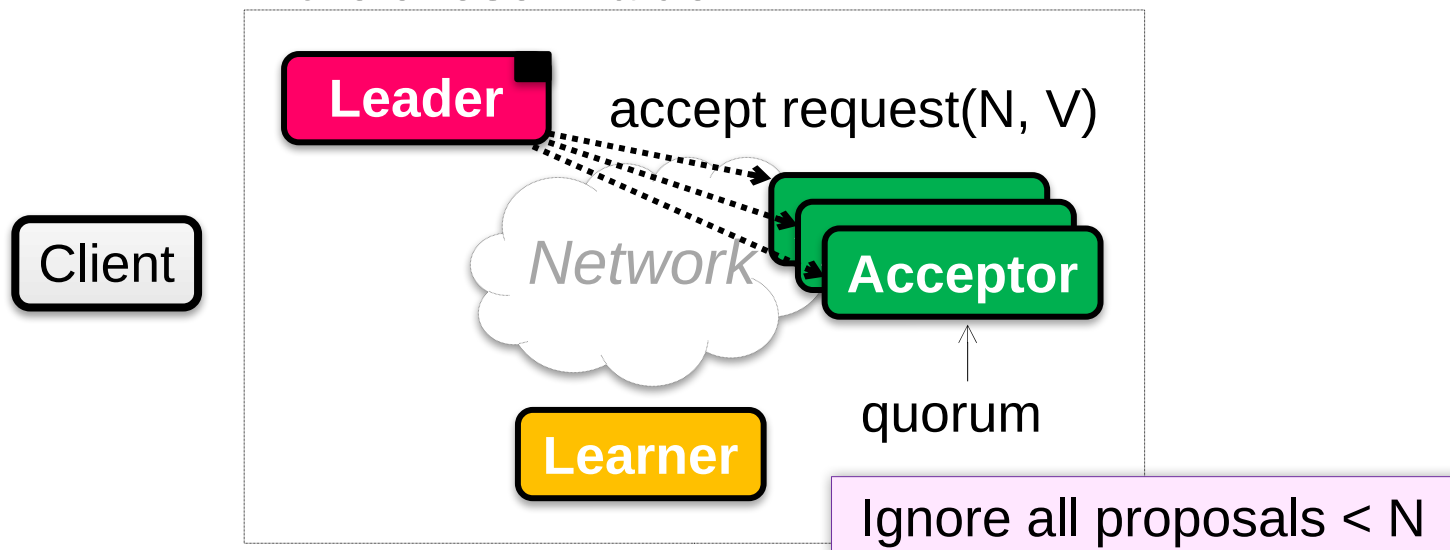 Leader
accept request(N, V)
Client
Network
Acceptor
quorum
Learner
Ignore all proposals < N